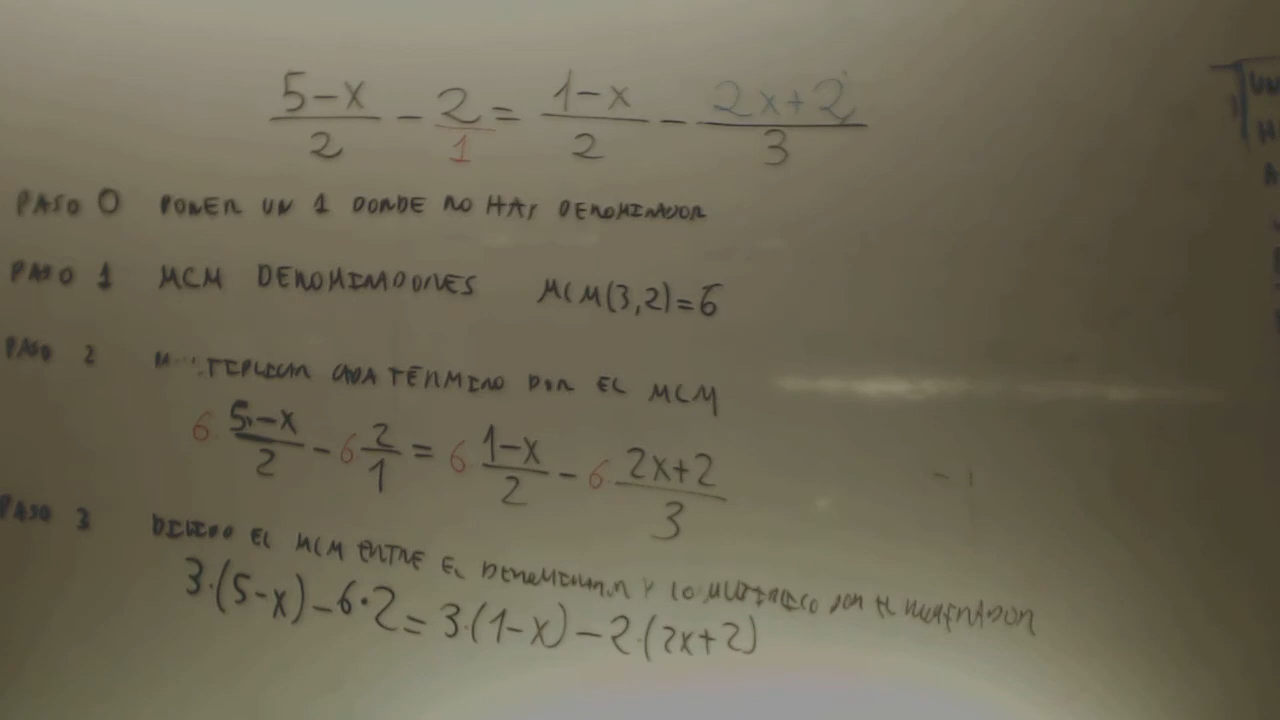 5-x/2 - 2/1 = 1-x/2 - 2x+2/3
PASO 0 PONER UN 1 DONDE NO HAY DENOMINADOR
PASO 1 MCM DENOMINADORES MCM(3,2)=6
PASO 2 CADA TÉRMINO POR EL MCM
6 5-x/2 - 6 2/1 = 6 1-x/2 - 6 2x+2/3
PASO 3 DIVIDO EL MCM ENTRE EL DENOMINADOR Y LO MULTIPLICO POR EL NUMERADOR
3·(5-x)-6·2=3·(1-x)-2·(2x+2)